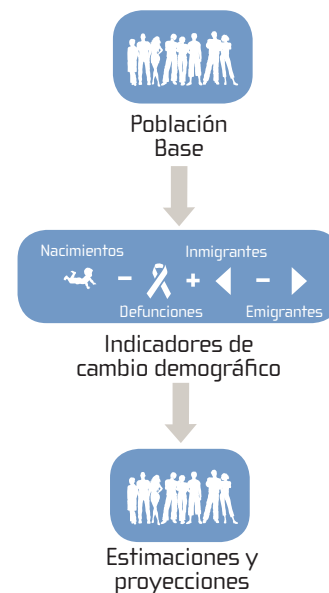 Población
Base
Nacimientos
Inmigrantes
– + –
Defunciones
Emigrantes
Indicadores de
cambio demográfico
Estimaciones y
proyecciones